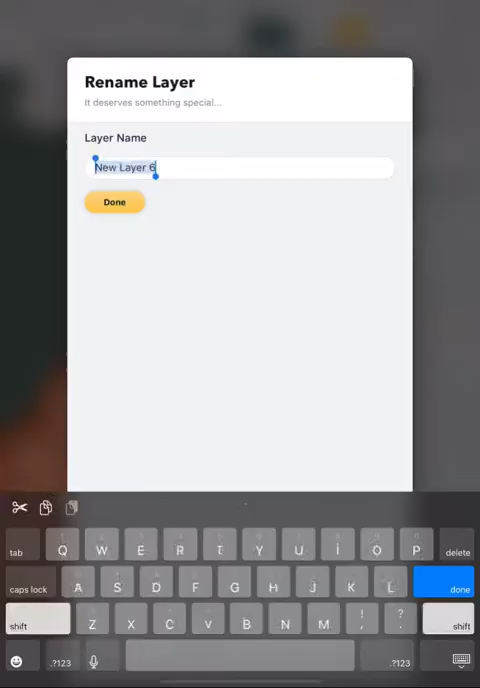 Rename Layer
It deserves something special...
Layer Name
New Layer 6
Done
tab Q W E R T Y U I O P delete
caps lock A S D F G H J K L done
shift Z X C V B N M ! , ? . shift
.?123 .?123